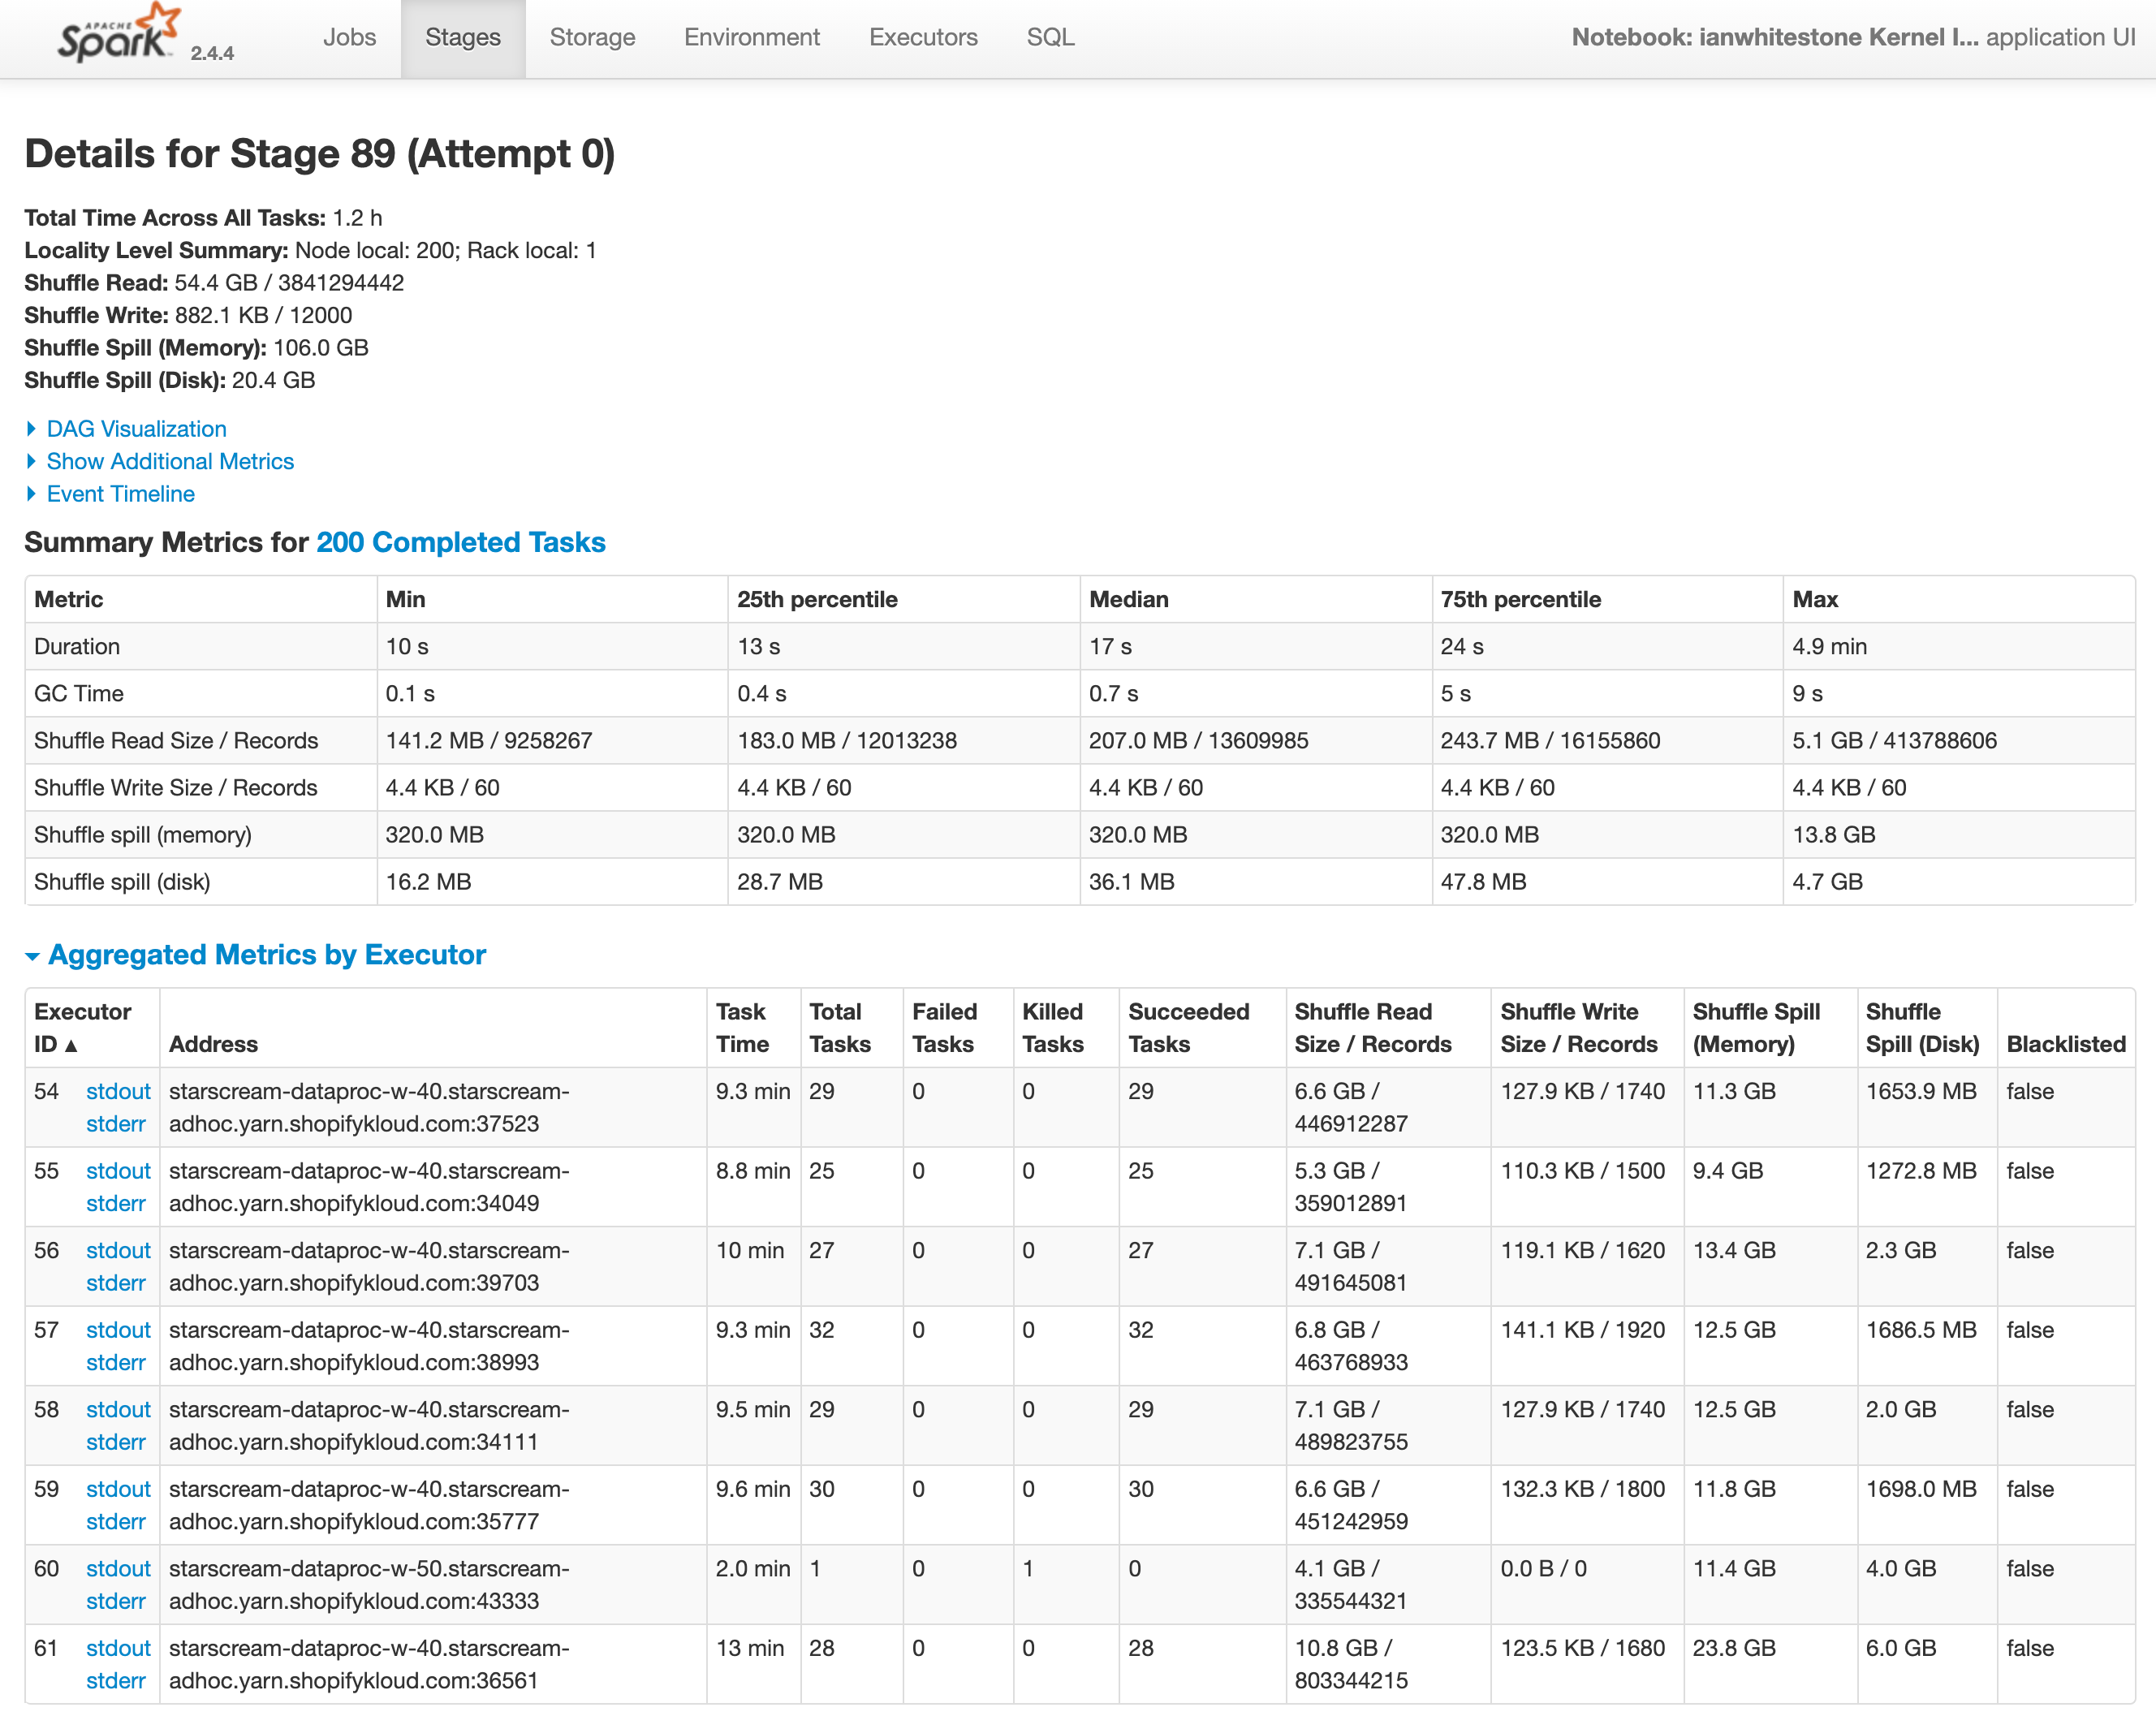 APACHE
Spark 2.4.4 Jobs Stages Storage Environment Executors SQL Notebook: ianwhitestone Kernel I... application UI
Details for Stage 89 (Attempt 0)
Total Time Across All Tasks: 1.2 h
Locality Level Summary: Node local: 200; Rack local: 1
Shuffle Read: 54.4 GB / 3841294442
Shuffle Write: 882.1 KB / 12000
Shuffle Spill (Memory): 106.0 GB
Shuffle Spill (Disk): 20.4 GB
DAG Visualization
Show Additional Metrics
Event Timeline
Summary Metrics for 200 Completed Tasks
Metric Min 25th percentile Median 75th percentile Max
Duration 10 s 13 s 17 s 24 s 4.9 min
GC Time 0.1 s 0.4 s 0.7 s 5 s 9 s
Shuffle Read Size / Records 141.2 MB / 9258267 183.0 MB / 12013238 207.0 MB / 13609985 243.7 MB / 16155860 5.1 GB / 413788606
Shuffle Write Size / Records 4.4 KB / 60 4.4 KB / 60 4.4 KB / 60 4.4 KB / 60 4.4 KB / 60
Shuffle spill (memory) 320.0 MB 320.0 MB 320.0 MB 320.0 MB 13.8 GB
Shuffle spill (disk) 16.2 MB 28.7 MB 36.1 MB 47.8 MB 4.7 GB
Aggregated Metrics by Executor
Executor Task Total Failed Killed Succeeded Shuffle Read Shuffle Write Shuffle Spill Shuffle
ID ▲ Address Time Tasks Tasks Tasks Tasks Size / Records Size / Records (Memory) Spill (Disk) Blacklisted
54 stdout starscream-dataproc-w-40.starscream- 9.3 min 29 0 0 29 6.6 GB / 127.9 KB / 1740 11.3 GB 1653.9 MB false
stderr adhoc.yarn.shopifykloud.com:37523 446912287
55 stdout starscream-dataproc-w-40.starscream- 8.8 min 25 0 0 25 5.3 GB / 110.3 KB / 1500 9.4 GB 1272.8 MB false
stderr adhoc.yarn.shopifykloud.com:34049 359012891
56 stdout starscream-dataproc-w-40.starscream- 10 min 27 0 0 27 7.1 GB / 119.1 KB / 1620 13.4 GB 2.3 GB false
stderr adhoc.yarn.shopifykloud.com:39703 491645081
57 stdout starscream-dataproc-w-40.starscream- 9.3 min 32 0 0 32 6.8 GB / 141.1 KB / 1920 12.5 GB 1686.5 MB false
stderr adhoc.yarn.shopifykloud.com:38993 463768933
58 stdout starscream-dataproc-w-40.starscream- 9.5 min 29 0 0 29 7.1 GB / 127.9 KB / 1740 12.5 GB 2.0 GB false
stderr adhoc.yarn.shopifykloud.com:34111 489823755
59 stdout starscream-dataproc-w-40.starscream- 9.6 min 30 0 0 30 6.6 GB / 132.3 KB / 1800 11.8 GB 1698.0 MB false
stderr adhoc.yarn.shopifykloud.com:35777 451242959
60 stdout starscream-dataproc-w-50.starscream- 2.0 min 1 0 1 0 4.1 GB / 0.0 B / 0 11.4 GB 4.0 GB false
stderr adhoc.yarn.shopifykloud.com:43333 335544321
61 stdout starscream-dataproc-w-40.starscream- 13 min 28 0 0 28 10.8 GB / 123.5 KB / 1680 23.8 GB 6.0 GB false
stderr adhoc.yarn.shopifykloud.com:36561 803344215